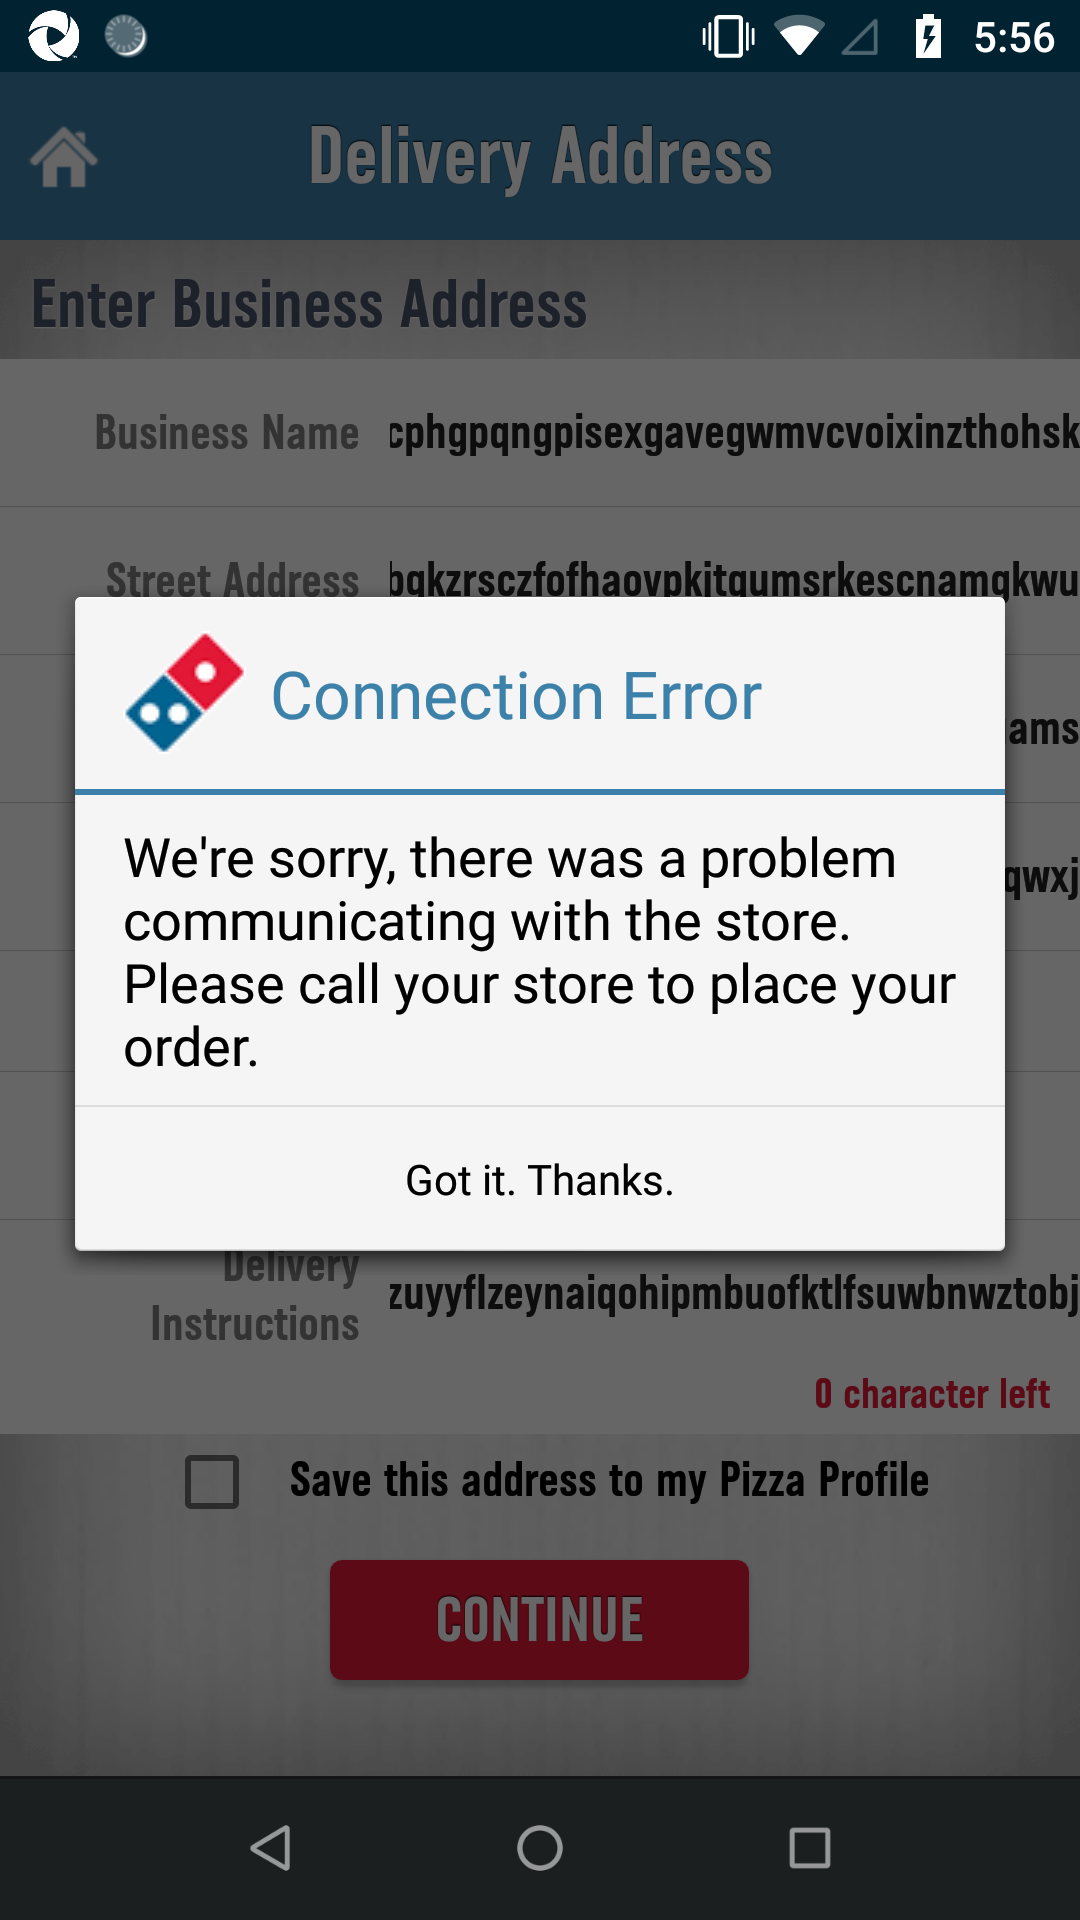 5:56
Delivery Address
Enter Business Address
Business Name cphgpqngpisexgavegwmvcvoixinzthohsk
Street Address bgkzrsczfofhaovpkjtgumsrkescnamgkwu
ams
Connection Error
qwxj
We're sorry, there was a problem
communicating with the store.
Please call your store to place your
order.
Got it. Thanks.
Delivery
Instructions zuyyflzeynaiqohipmbuofktlfsuwbnwztobj
0 character left
Save this address to my Pizza Profile
CONTINUE